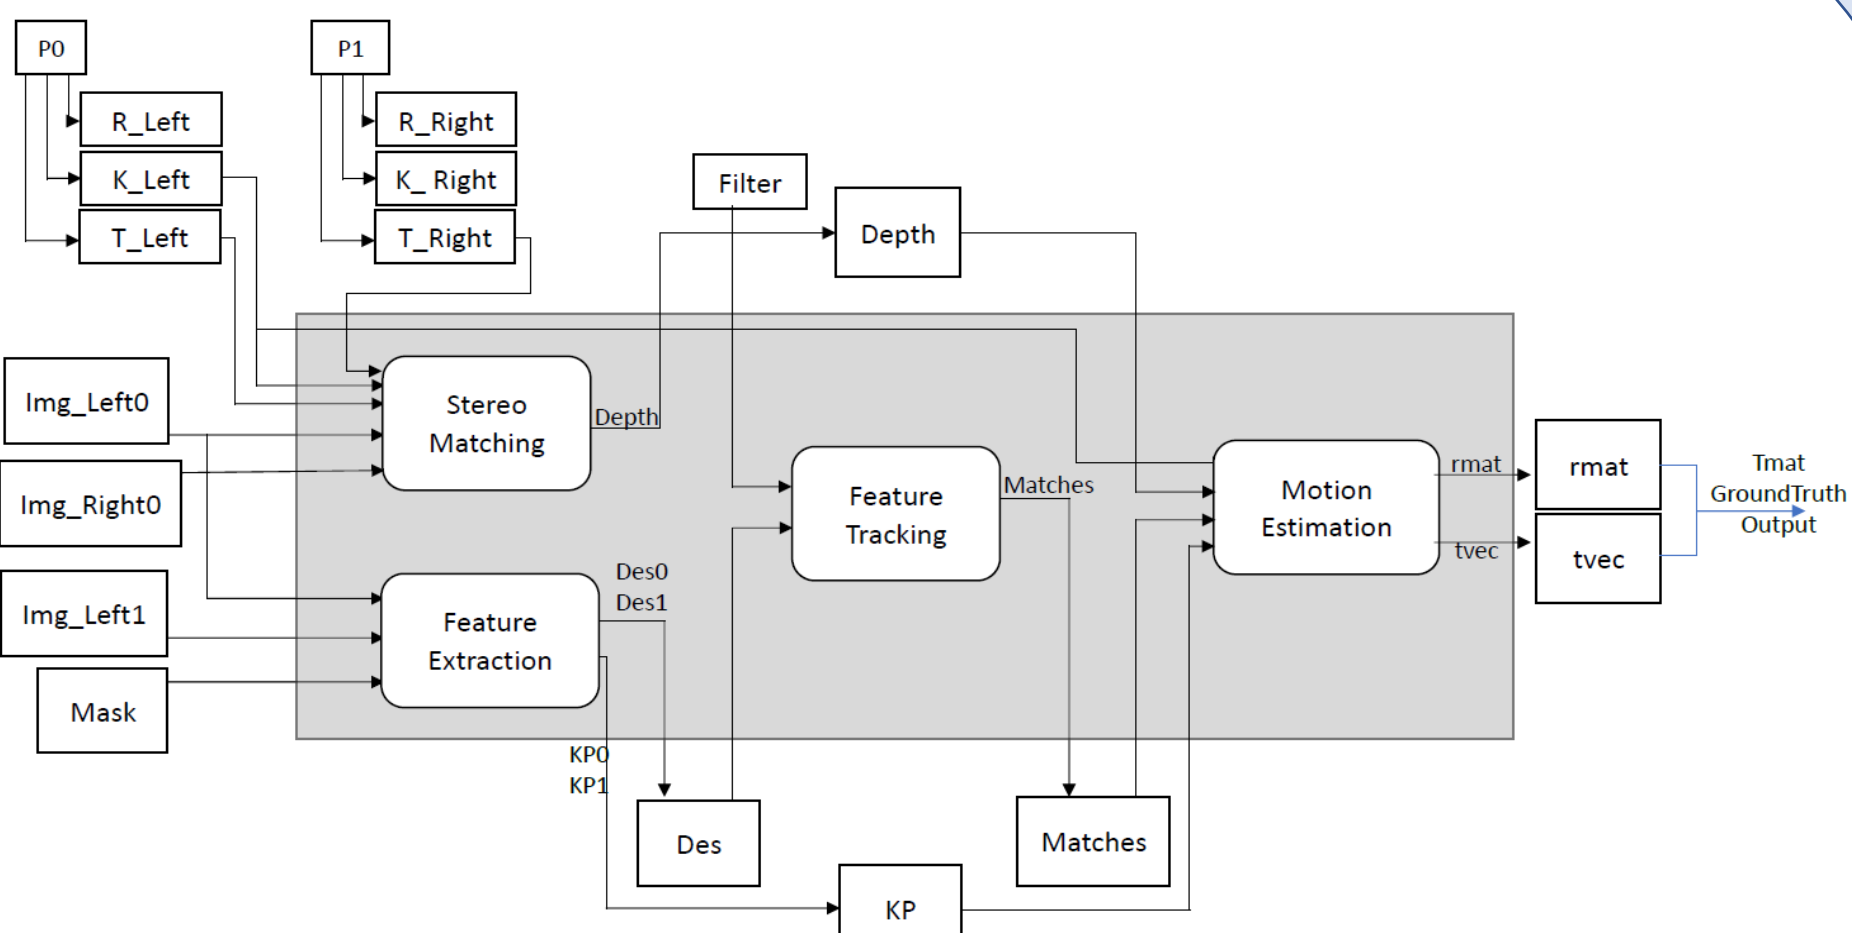 P0
P1
R_Left
R_Right
K_Left
K_ Right
T_Left
T_Right
Filter
Depth
Img_Left0
Img_Right0
Stereo
Matching
Depth
Feature
Tracking
Matches
Motion
Estimation
rmat
tvec
rmat
tvec
Tmat
GroundTruth
Output
Img_Left1
Mask
Feature
Extraction
Des0
Des1
KP0
KP1
Des
Matches
KP